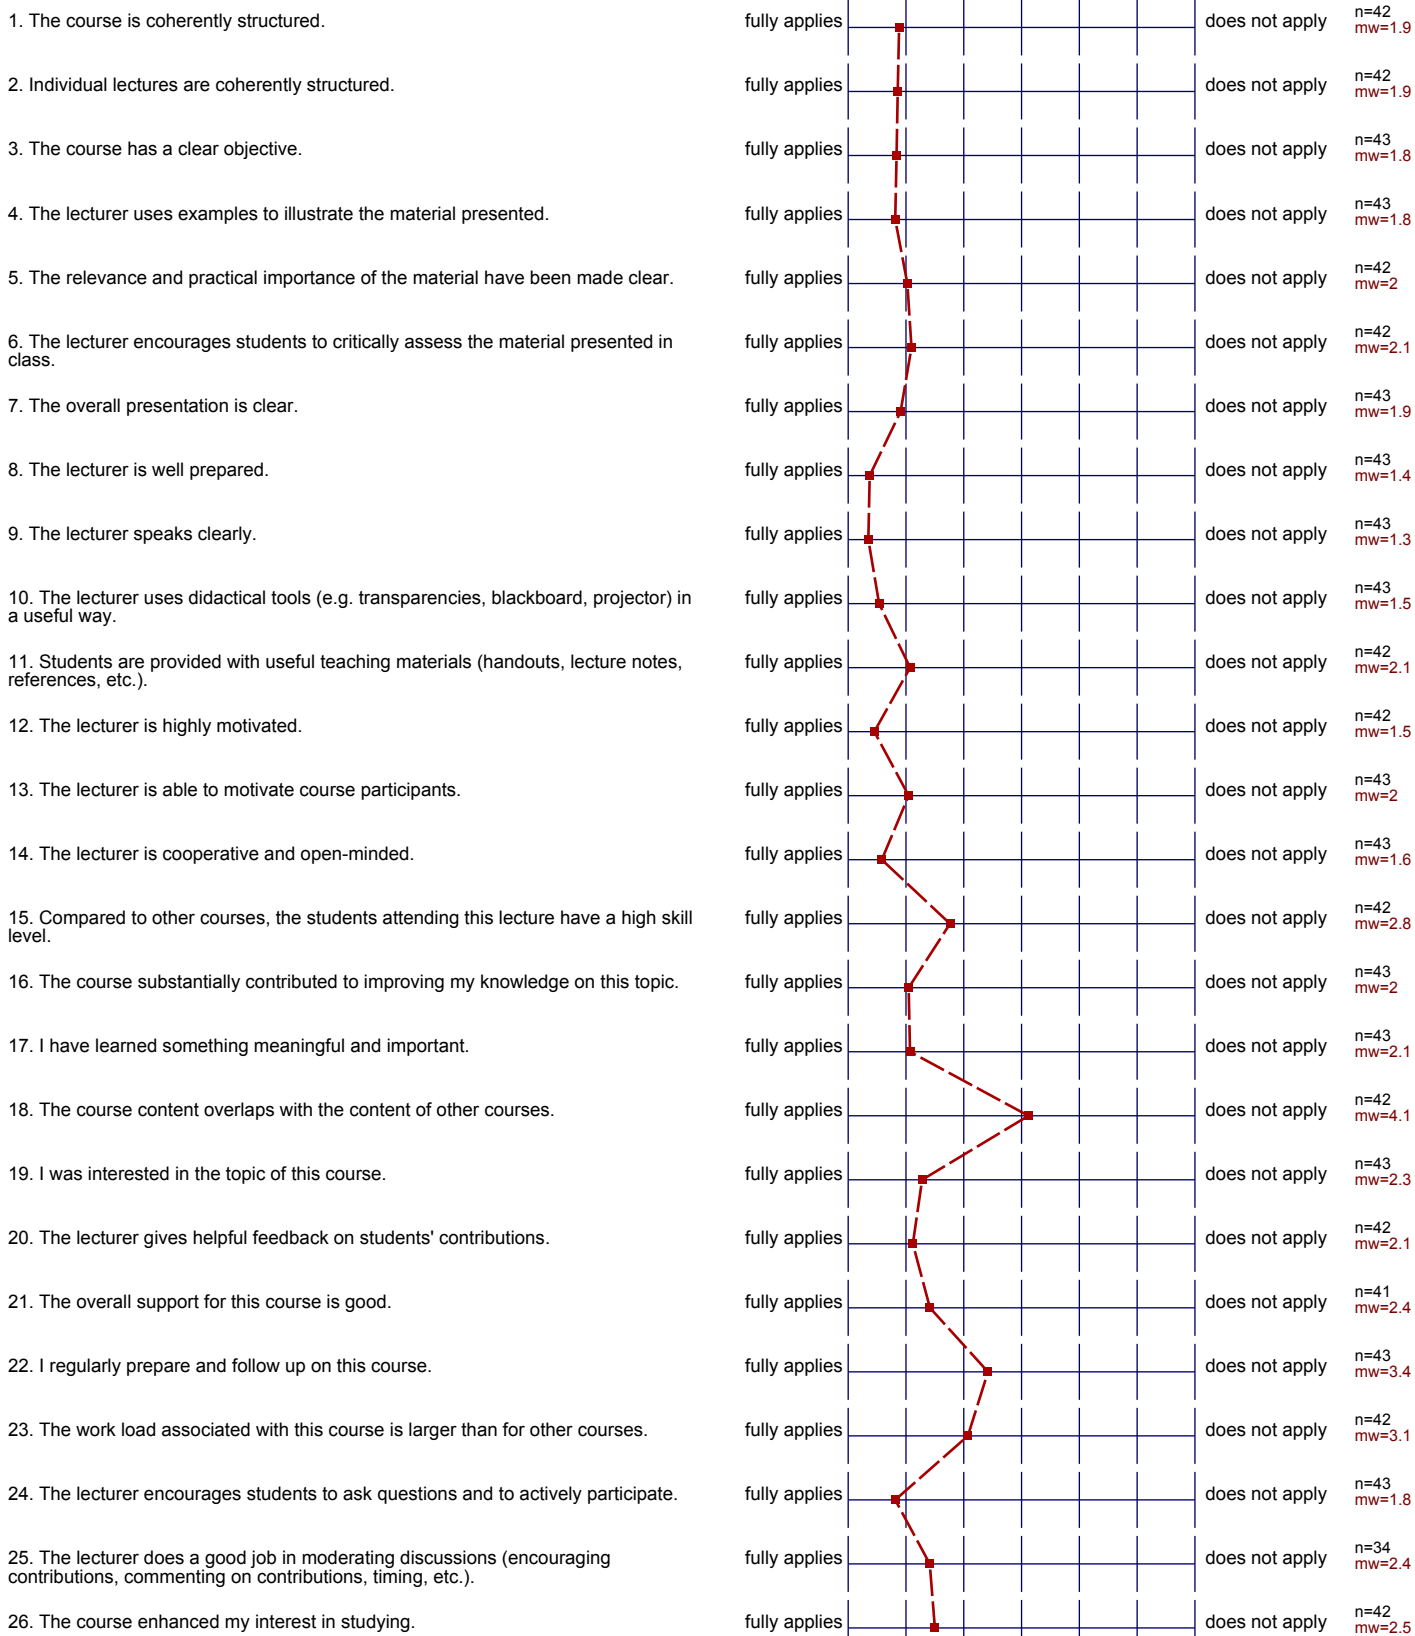 1. The course is coherently structured. fully applies does not apply n=42
mw=1.9
2. Individual lectures are coherently structured. fully applies does not apply n=42
mw=1.9
3. The course has a clear objective. fully applies does not apply n=43
mw=1.8
4. The lecturer uses examples to illustrate the material presented. fully applies does not apply n=43
mw=1.8
5. The relevance and practical importance of the material have been made clear. fully applies does not apply n=42
mw=2
6. The lecturer encourages students to critically assess the material presented in fully applies does not apply n=42
class. mw=2.1
7. The overall presentation is clear. fully applies does not apply n=43
mw=1.9
8. The lecturer is well prepared. fully applies does not apply n=43
mw=1.4
9. The lecturer speaks clearly. fully applies does not apply n=43
mw=1.3
10. The lecturer uses didactical tools (e.g. transparencies, blackboard, projector) in fully applies does not apply n=43
a useful way. mw=1.5
11. Students are provided with useful teaching materials (handouts, lecture notes, fully applies does not apply n=42
references, etc.). mw=2.1
12. The lecturer is highly motivated. fully applies does not apply n=42
mw=1.5
13. The lecturer is able to motivate course participants. fully applies does not apply n=43
mw=2
14. The lecturer is cooperative and open-minded. fully applies does not apply n=43
mw=1.6
15. Compared to other courses, the students attending this lecture have a high skill fully applies does not apply n=42
level. mw=2.8
16. The course substantially contributed to improving my knowledge on this topic. fully applies does not apply n=43
mw=2
17. I have learned something meaningful and important. fully applies does not apply n=43
mw=2.1
18. The course content overlaps with the content of other courses. fully applies does not apply n=42
mw=4.1
19. I was interested in the topic of this course. fully applies does not apply n=43
mw=2.3
20. The lecturer gives helpful feedback on students' contributions. fully applies does not apply n=42
mw=2.1
21. The overall support for this course is good. fully applies does not apply n=41
mw=2.4
22. I regularly prepare and follow up on this course. fully applies does not apply n=43
mw=3.4
23. The work load associated with this course is larger than for other courses. fully applies does not apply n=42
mw=3.1
24. The lecturer encourages students to ask questions and to actively participate. fully applies does not apply n=43
mw=1.8
25. The lecturer does a good job in moderating discussions (encouraging fully applies does not apply n=34
contributions, commenting on contributions, timing, etc.). mw=2.4
26. The course enhanced my interest in studying. fully applies does not apply n=42
mw=2.5